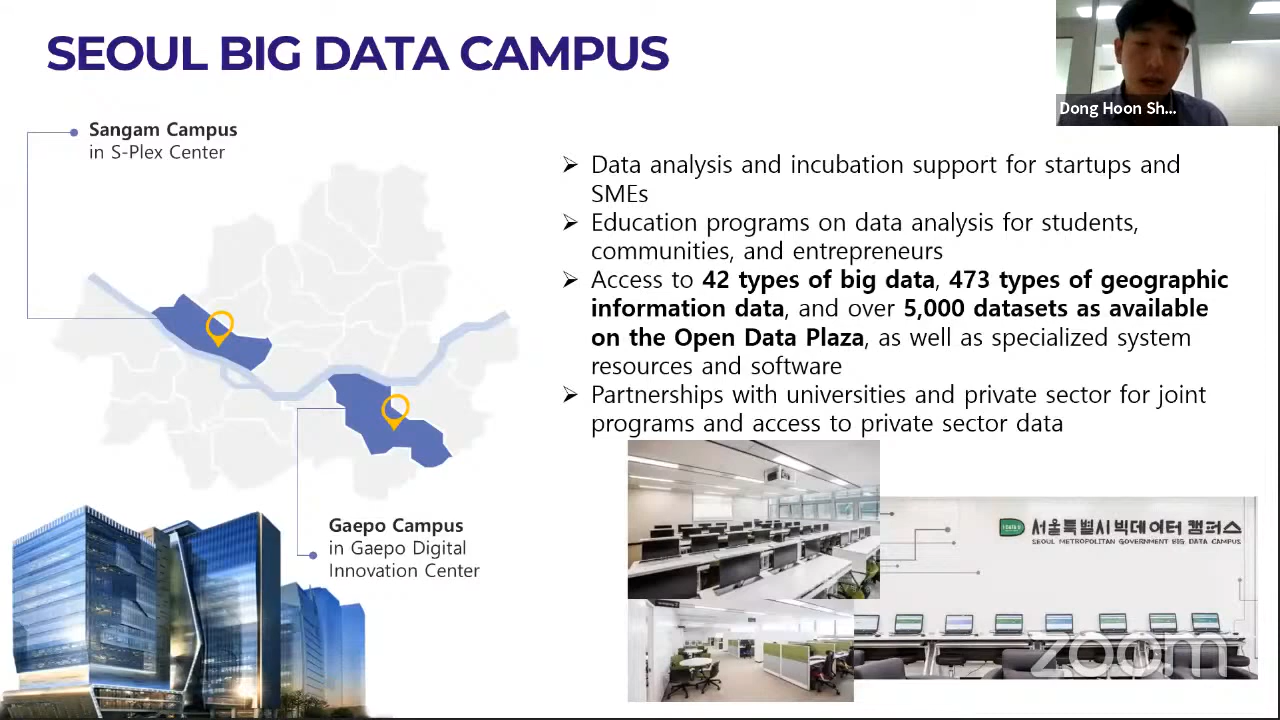 SEOUL BIG DATA CAMPUS
Dong Hoon Sh...
Sangam Campus
in S-Plex Center
➢ Data analysis and incubation support for startups and
SMEs
➢ Education programs on data analysis for students,
communities, and entrepreneurs
➢ Access to 42 types of big data, 473 types of geographic
information data, and over 5,000 datasets as available
on the Open Data Plaza, as well as specialized system
resources and software
➢ Partnerships with universities and private sector for joint
programs and access to private sector data
Gaepo Campus
in Gaepo Digital
Innovation Center
서울특별시 빅데이터 캠퍼스
SEOUL METROPOLITAN GOVERNMENT BIG DATA CAMPUS
zoom